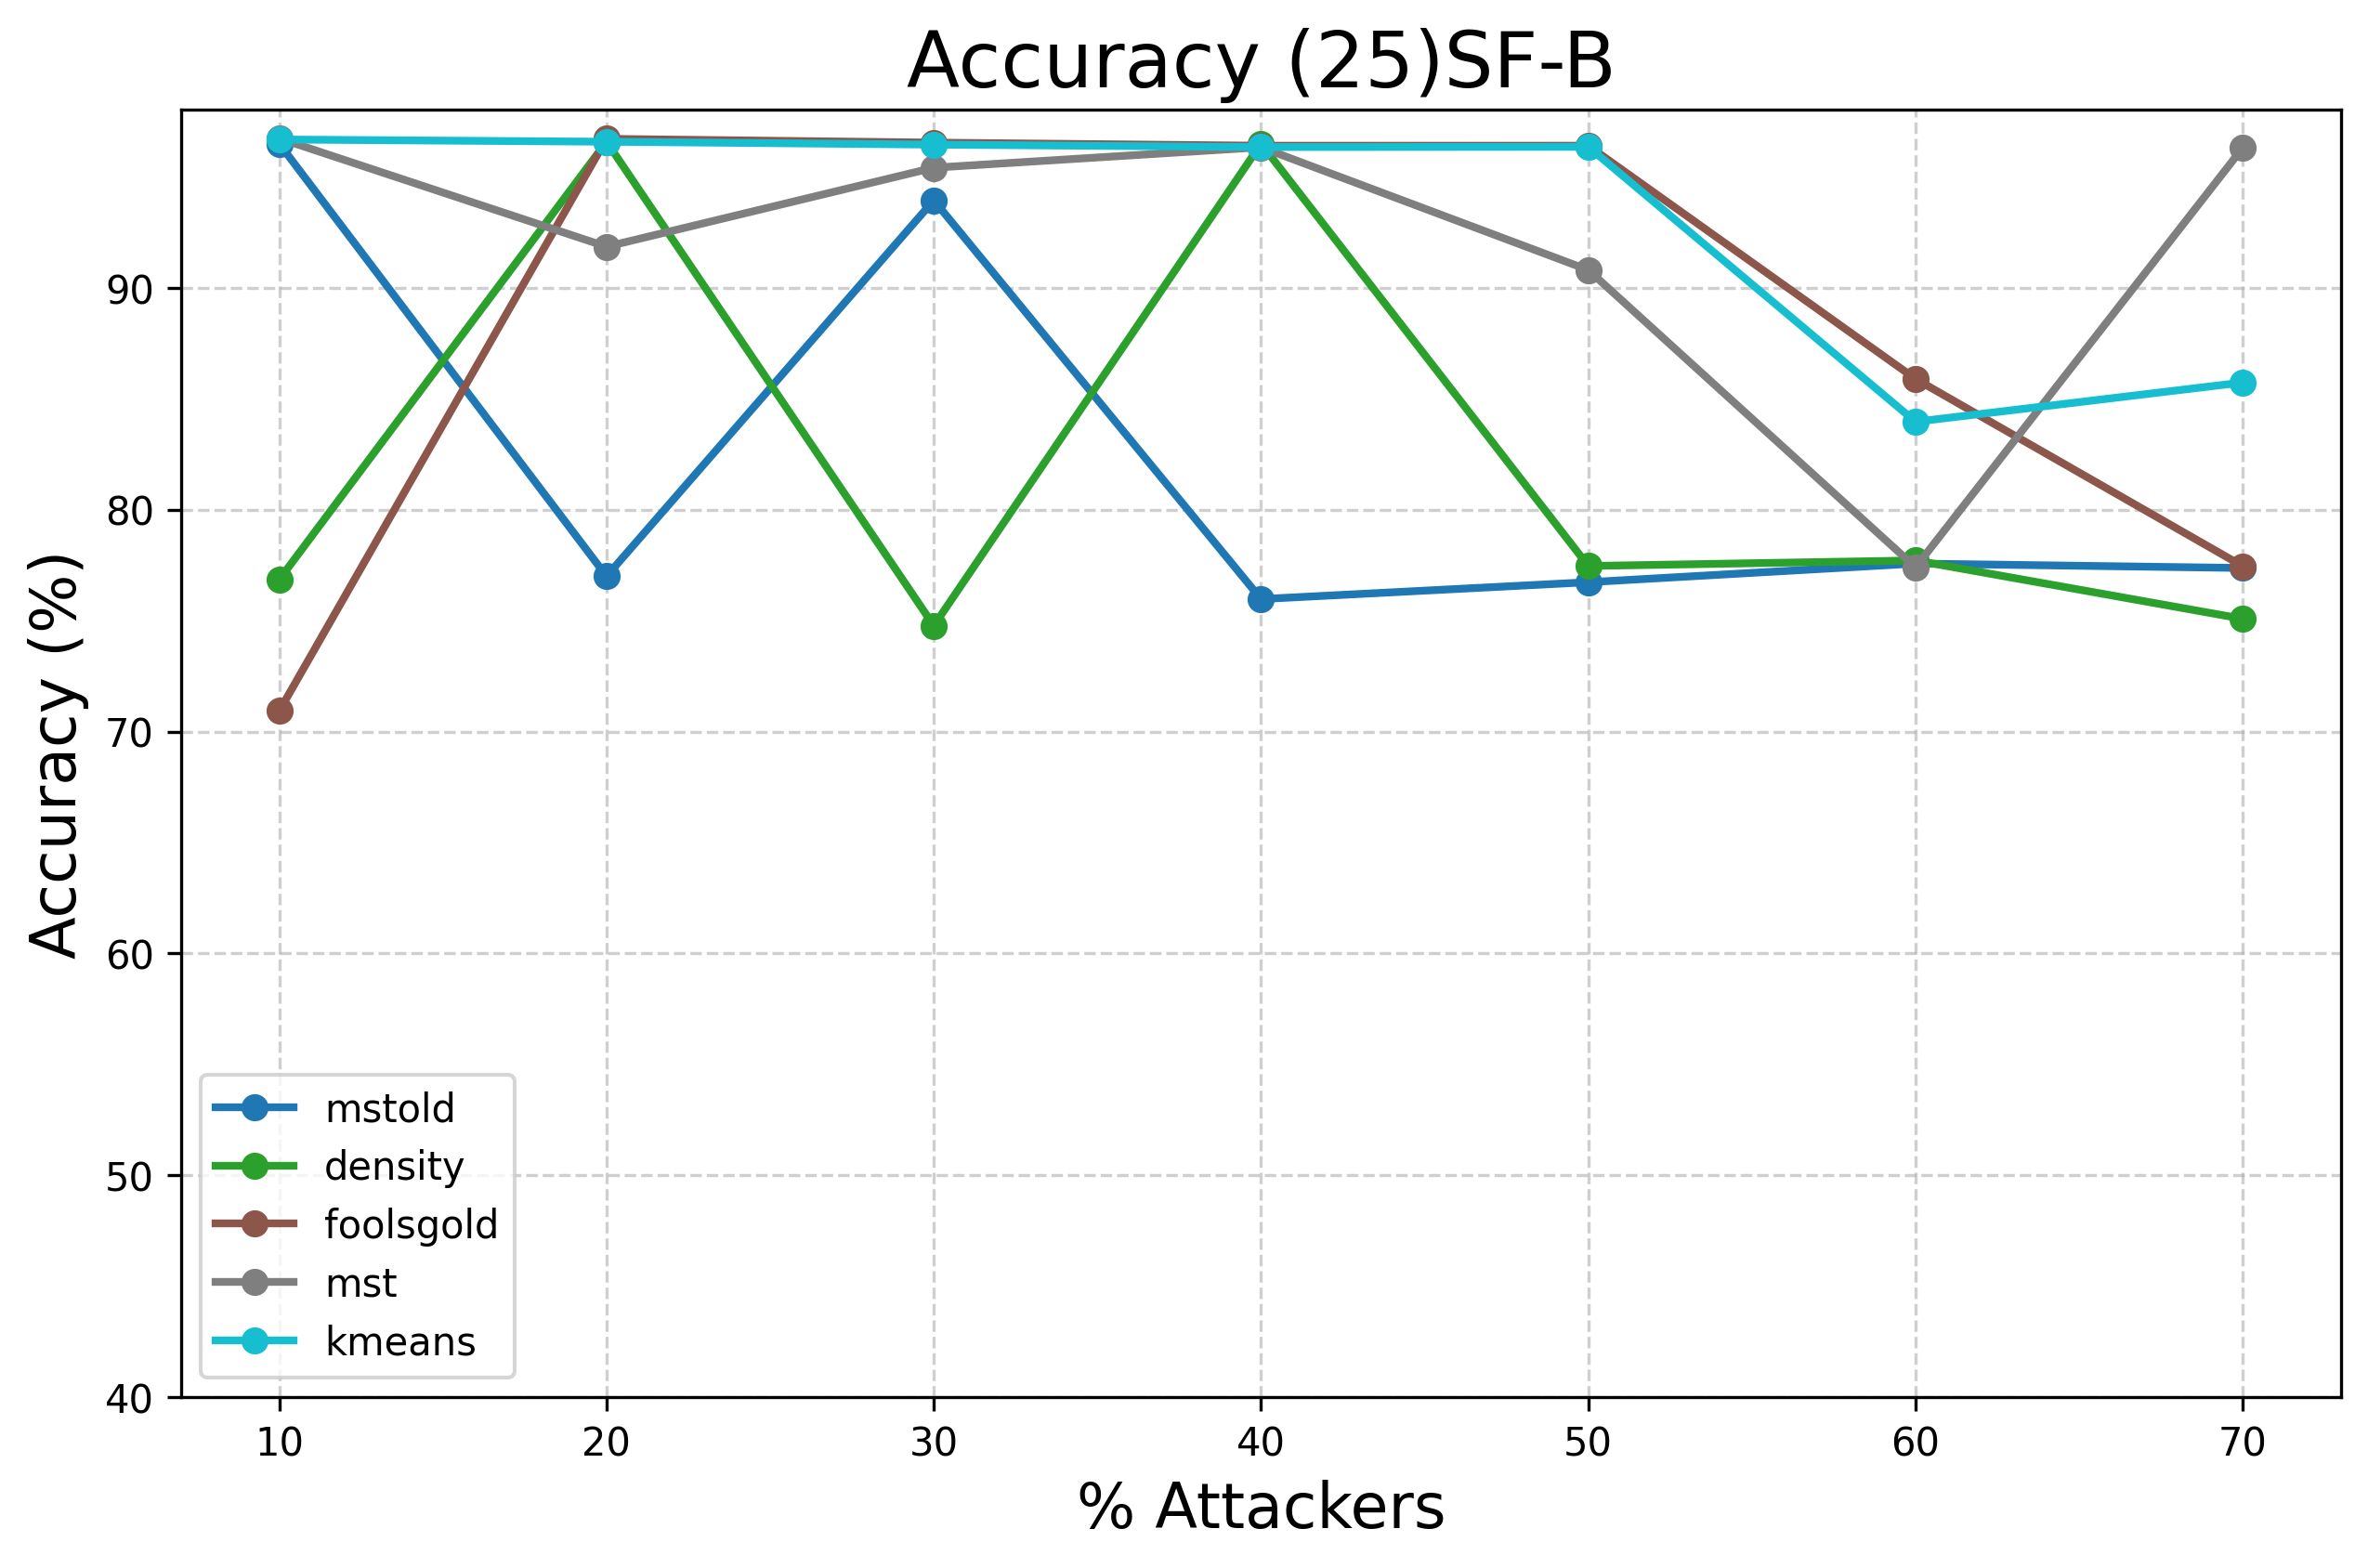 Accuracy (25)SF-B
Accuracy (%)
90
80
70
60
50
40
mstold
density
foolsgold
mst
kmeans
10 20 30 40 50 60 70
% Attackers